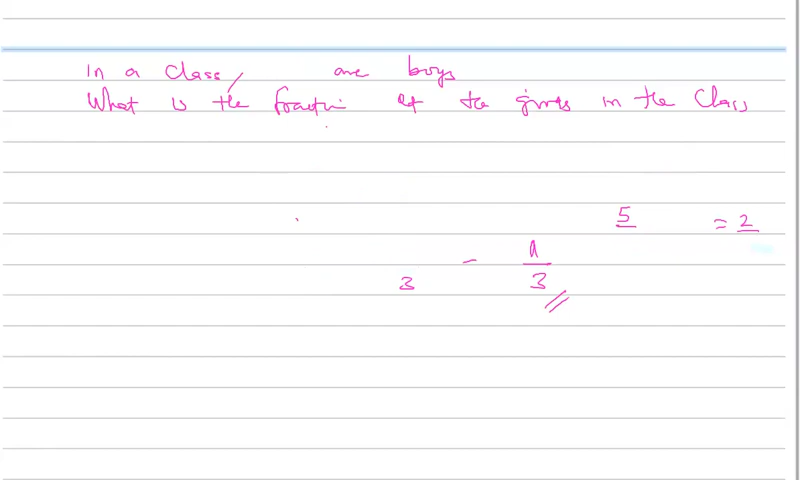 In a class, are boys
What is the fraction of the girls in the class
5 = 2
3 - 1/3